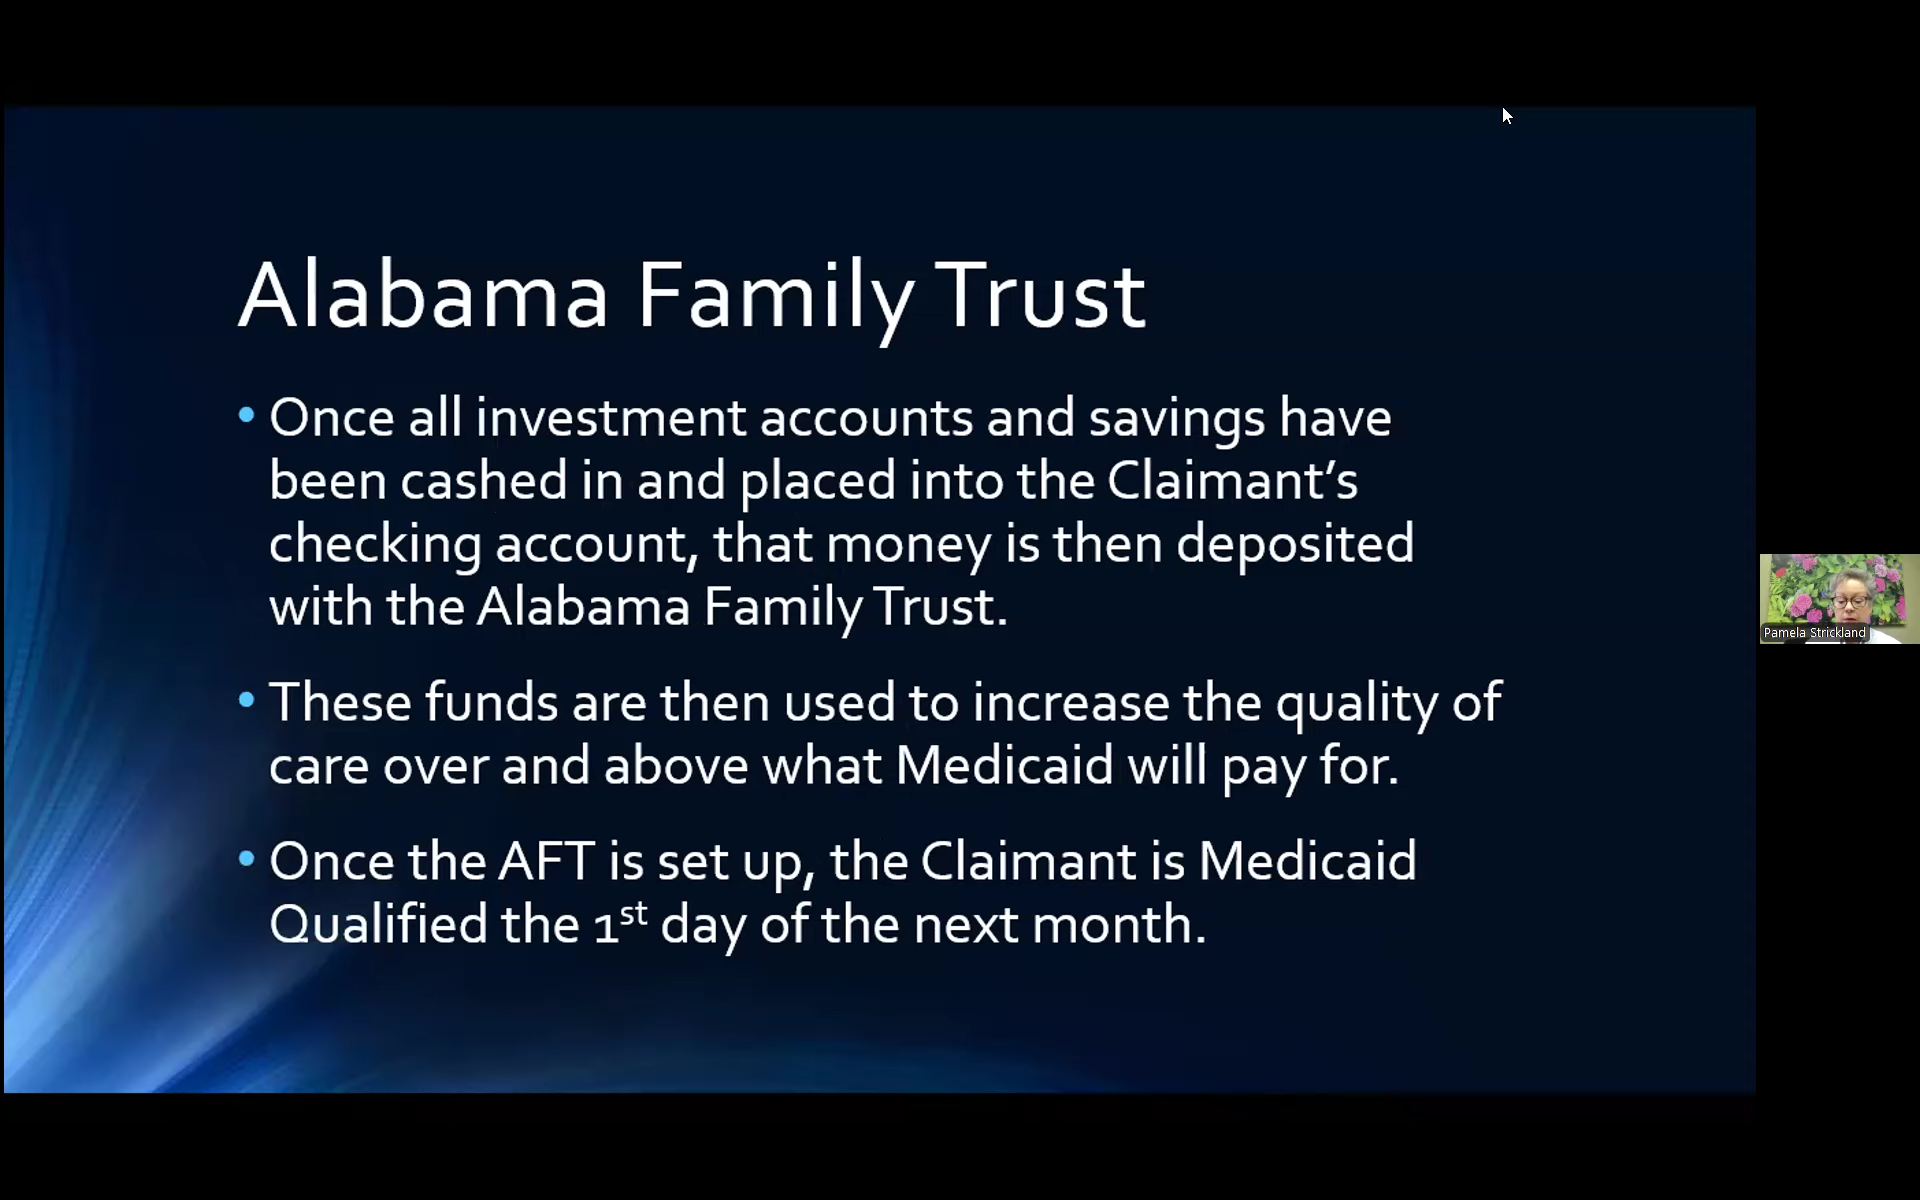 Alabama Family Trust
• Once all investment accounts and savings have
been cashed in and placed into the Claimant’s
checking account, that money is then deposited
with the Alabama Family Trust.
• These funds are then used to increase the quality of
care over and above what Medicaid will pay for.
• Once the AFT is set up, the Claimant is Medicaid
Qualified the 1st day of the next month.
Pamela Strickland